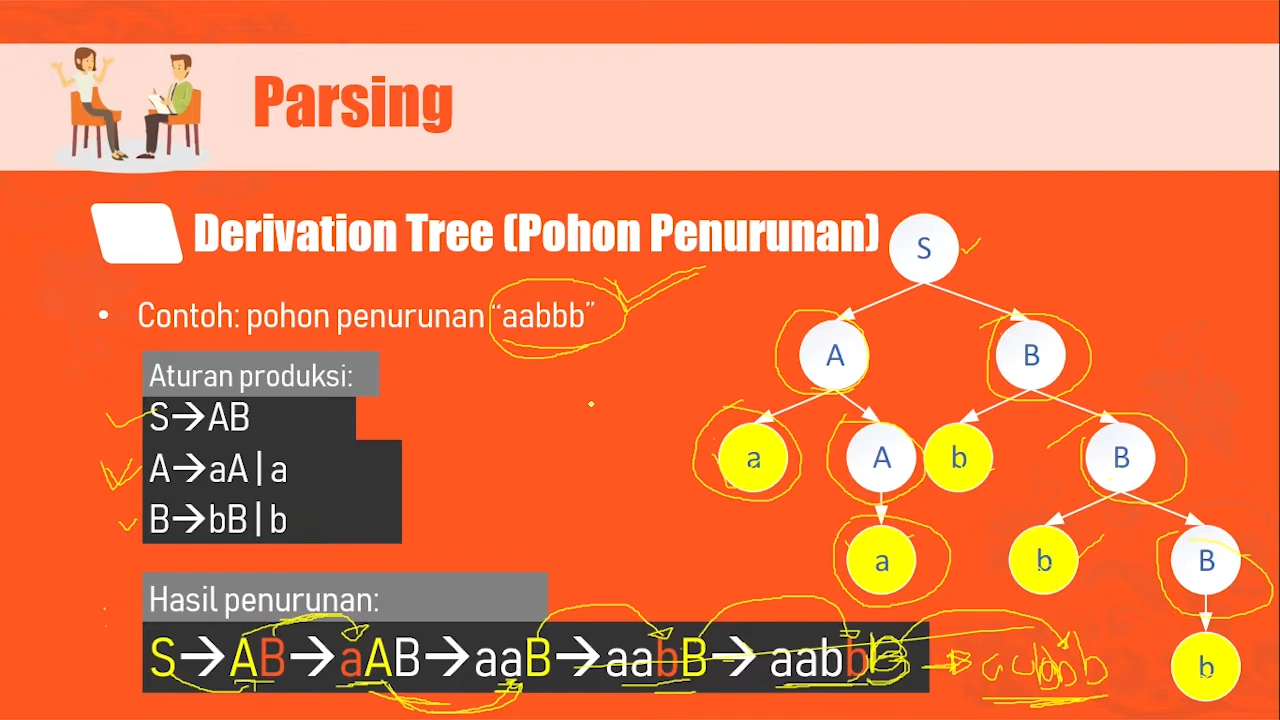 Parsing
Derivation Tree (Pohon Penurunan)
• Contoh: pohon penurunan “aabbb”
Aturan produksi:
S→AB
A→aA | a
B→bB | b
Hasil penurunan:
S→AB→aAB→aaB→aabB→ aabbB → aabbb
S
A B
a A b B
a b B
b